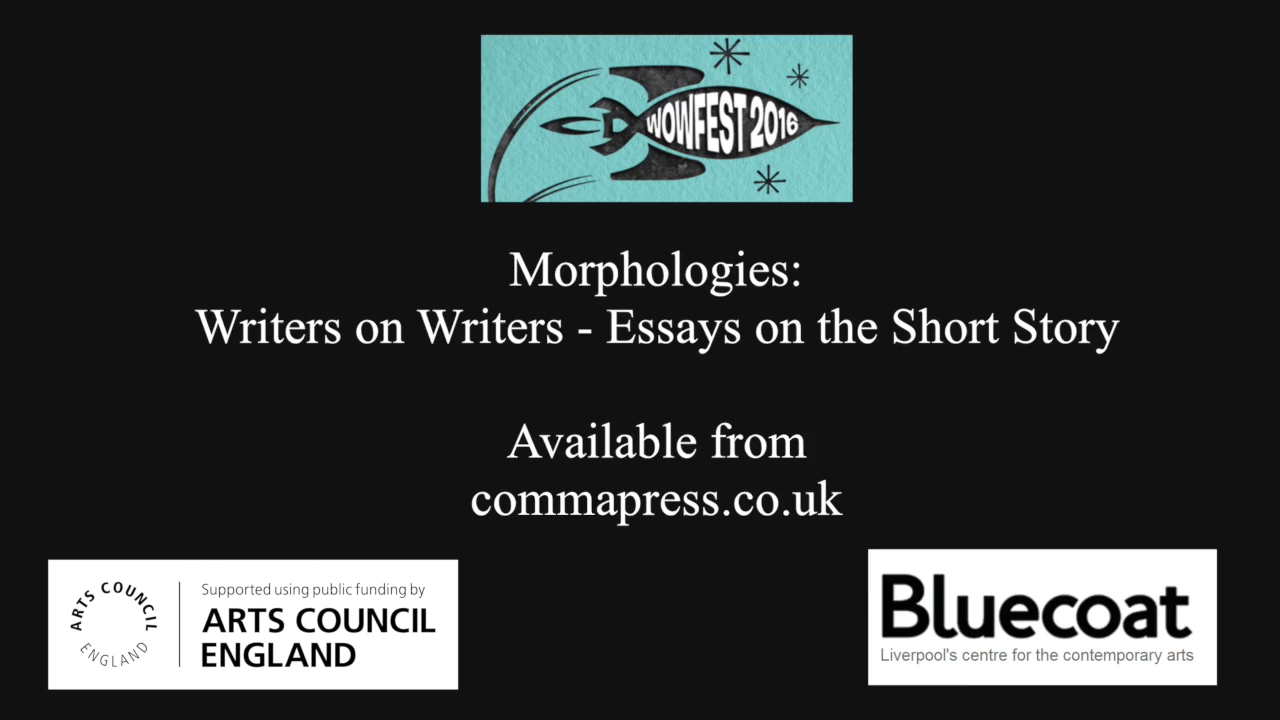 WOWFEST 2016
Morphologies:
Writers on Writers - Essays on the Short Story
Available from
commapress.co.uk
ARTS COUNCIL
ENGLAND
Supported using public funding by
ARTS COUNCIL
ENGLAND
Bluecoat
Liverpool's centre for the contemporary arts